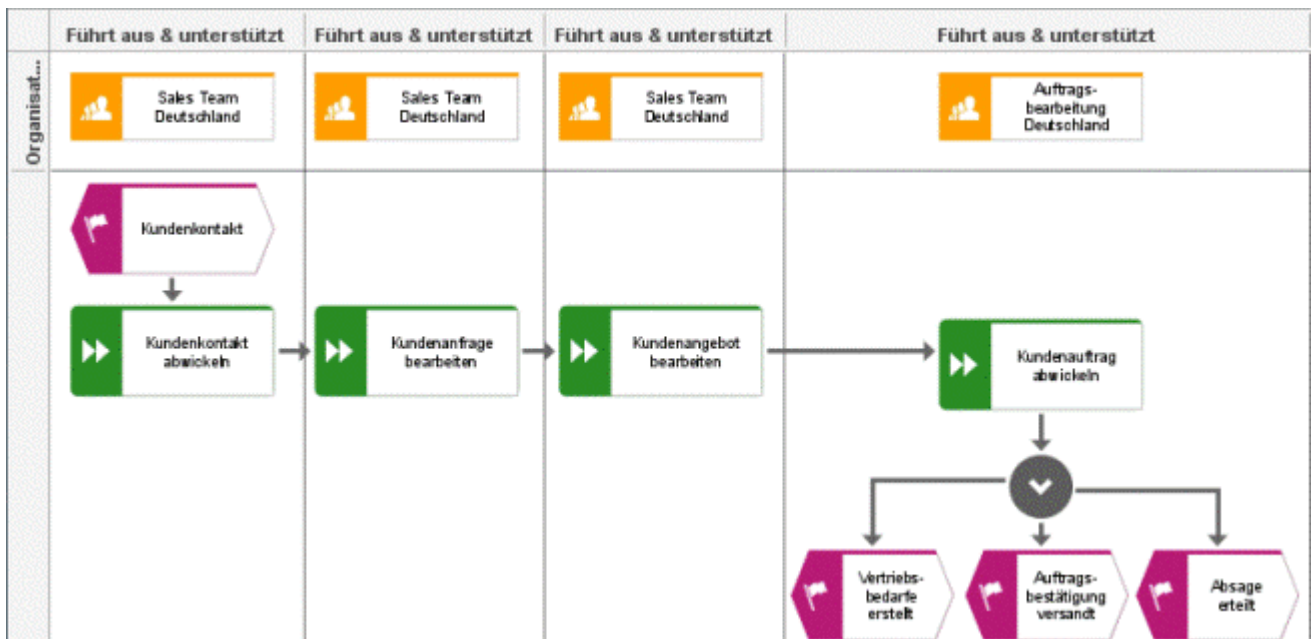 Führt aus & unterstützt
Führt aus & unterstützt
Führt aus & unterstützt
Führt aus & unterstützt
Organisat...
Sales Team
Deutschland
Sales Team
Deutschland
Sales Team
Deutschland
Auftrags-
bearbeitung
Deutschland
Kundenkontakt
Kundenkontakt
abwickeln
Kundenanfrage
bearbeiten
Kundenangebot
bearbeiten
Kundenauftrag
abwickeln
Vertriebs-
bedarfe
erstellt
Auftrags-
bestätigung
versandt
Absage
erteilt